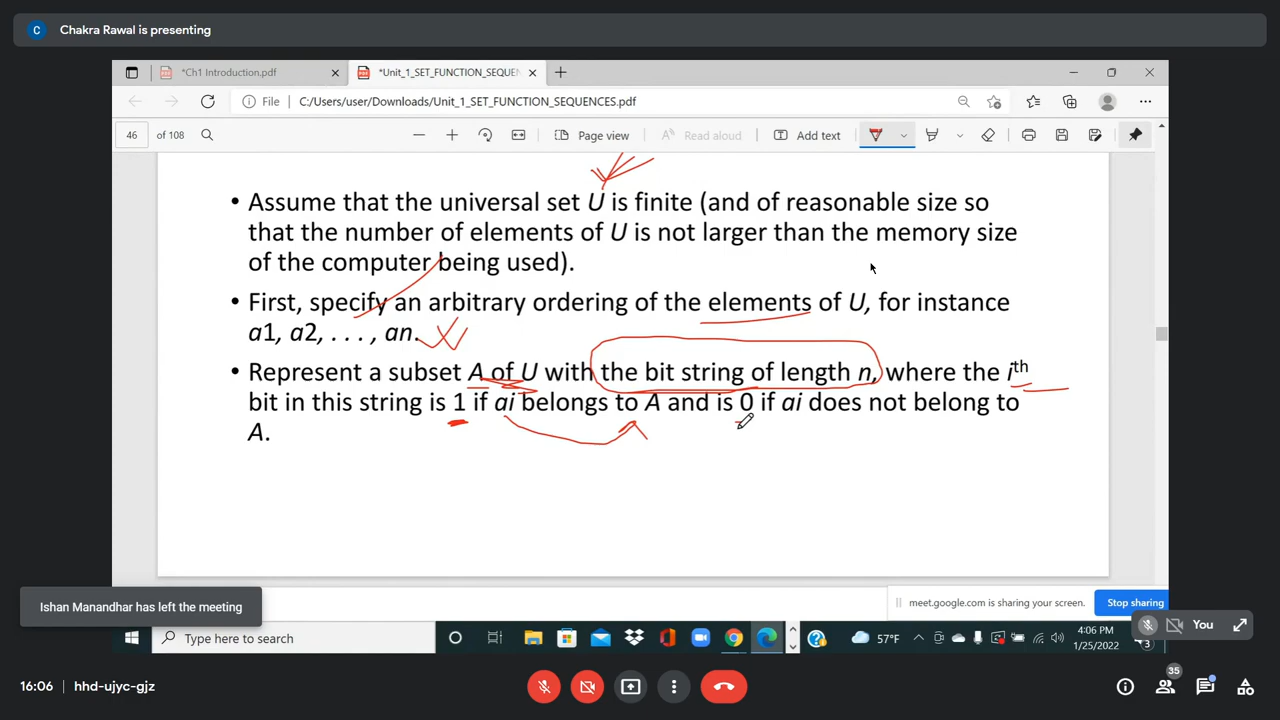 C Chakra Rawal is presenting
*Ch1 Introduction.pdf
*Unit_1_SET_FUNCTION_SEQUEN
File C:/Users/user/Downloads/Unit_1_SET_FUNCTION_SEQUENCES.pdf
46 of 108 Page view Read aloud Add text
• Assume that the universal set U is finite (and of reasonable size so
that the number of elements of U is not larger than the memory size
of the computer being used).
• First, specify an arbitrary ordering of the elements of U, for instance
a1, a2, . . . , an.
• Represent a subset A of U with the bit string of length n, where the ith
bit in this string is 1 if ai belongs to A and is 0 if ai does not belong to
A.
Ishan Manandhar has left the meeting
meet.google.com is sharing your screen. Stop sharing
You
Type here to search
57°F
4:06 PM
1/25/2022
3
16:06 | hhd-ujyc-gjz
35